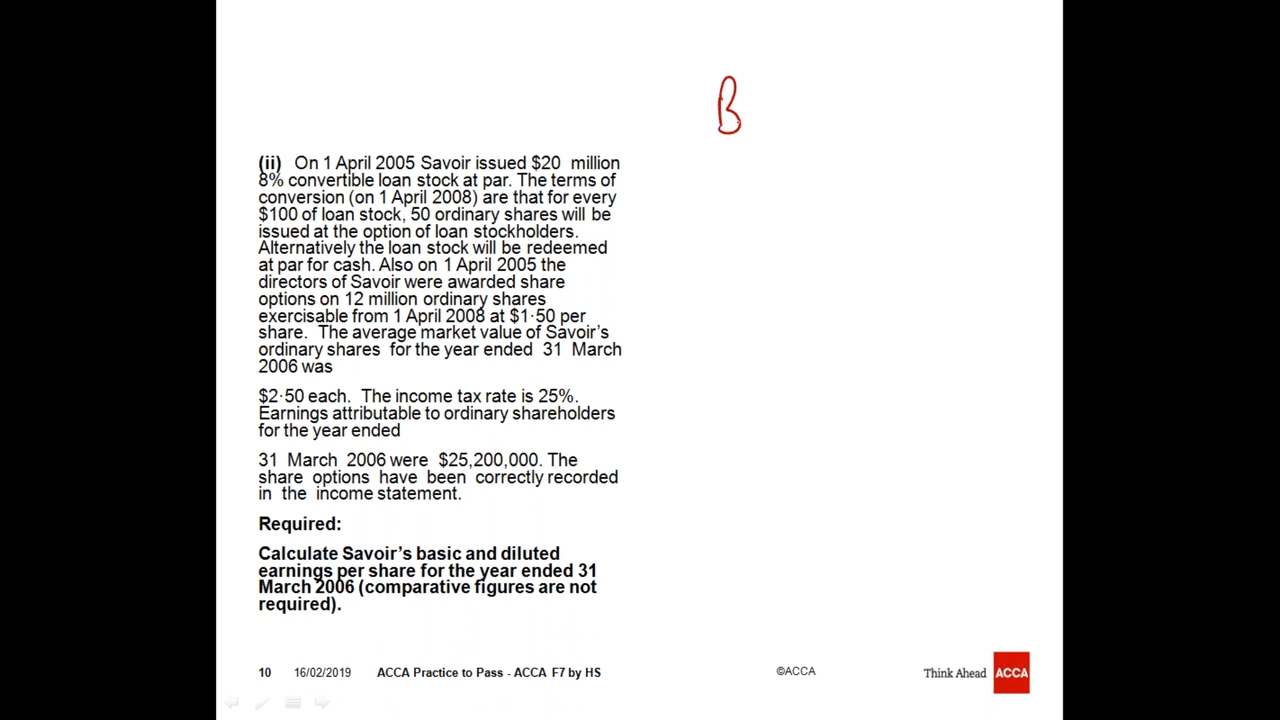 B
(ii) On 1 April 2005 Savoir issued $20 million
8% convertible loan stock at par. The terms of
conversion (on 1 April 2008) are that for every
$100 of loan stock, 50 ordinary shares will be
issued at the option of loan stockholders.
Alternatively the loan stock will be redeemed
at par for cash. Also on 1 April 2005 the
directors of Savoir were awarded share
options on 12 million ordinary shares
exercisable from 1 April 2008 at $1·50 per
share. The average market value of Savoir's
ordinary shares for the year ended 31 March
2006 was
$2·50 each. The income tax rate is 25%.
Earnings attributable to ordinary shareholders
for the year ended
31 March 2006 were $25,200,000. The
share options have been correctly recorded
in the income statement.
Required:
Calculate Savoir's basic and diluted
earnings per share for the year ended 31
March 2006 (comparative figures are not
required).
10 16/02/2019 ACCA Practice to Pass - ACCA F7 by HS ©ACCA Think Ahead ACCA